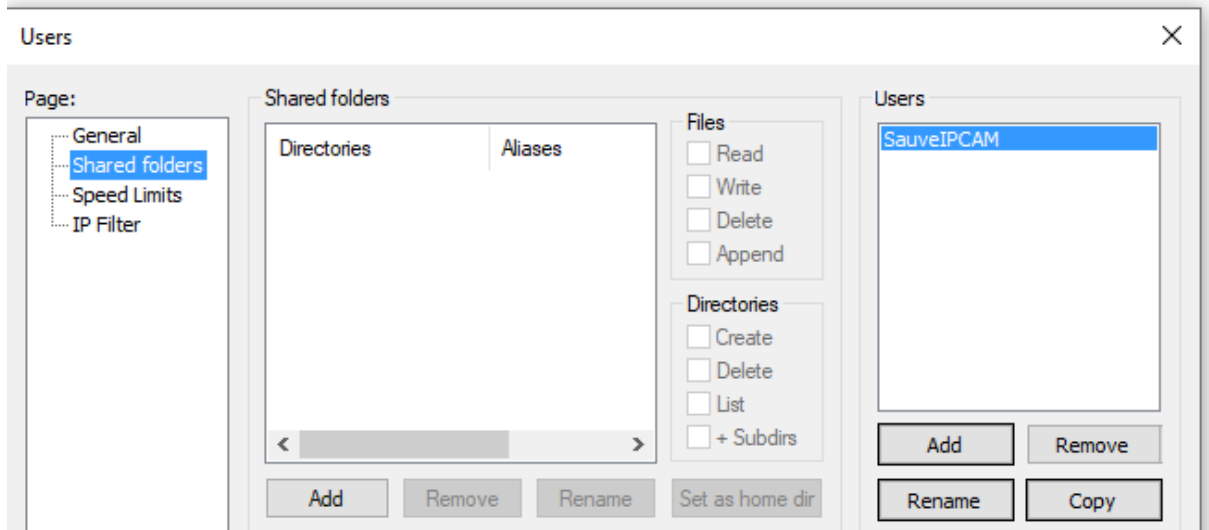 Users
Page:
General
Shared folders
Speed Limits
IP Filter
Shared folders
Directories Aliases
Files
Read
Write
Delete
Append
Directories
Create
Delete
List
+ Subdirs
Add Remove Rename Set as home dir
Users
SauveIPCAM
Add Remove
Rename Copy